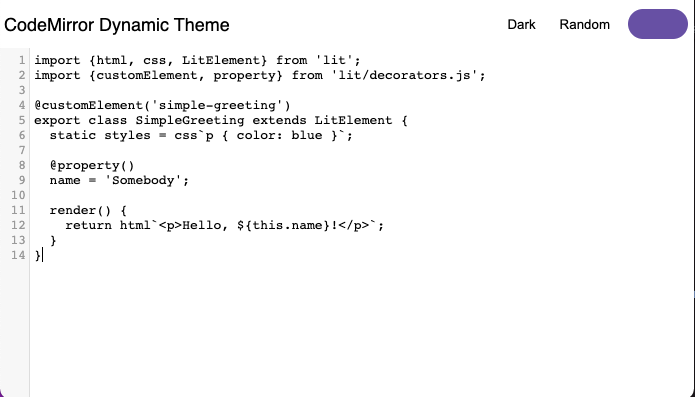 CodeMirror Dynamic Theme
Dark Random
1 import {html, css, LitElement} from 'lit';
2 import {customElement, property} from 'lit/decorators.js';
3
4 @customElement('simple-greeting')
5 export class SimpleGreeting extends LitElement {
6   static styles = css`p { color: blue }`;
7
8   @property()
9   name = 'Somebody';
10
11   render() {
12     return html`<p>Hello, ${this.name}!</p>`;
13   }
14 }